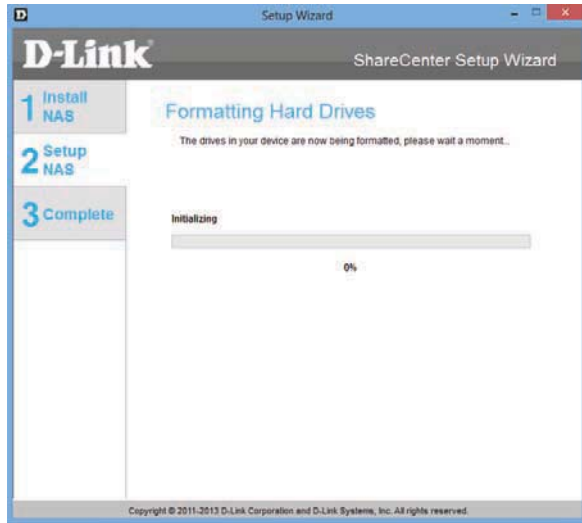 Setup Wizard
D-Link
ShareCenter Setup Wizard
1 Install
NAS
2 Setup
NAS
3 Complete
Formatting Hard Drives
The drives in your device are now being formatted, please wait a moment...
Initializing
0%
Copyright © 2011-2013 D-Link Corporation and D-Link Systems, Inc. All rights reserved.